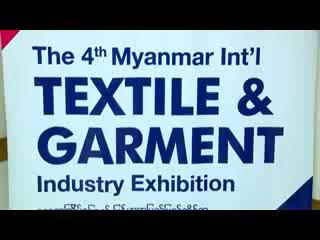 The 4th Myanmar Int'l
TEXTILE &
GARMENT
Industry Exhibition